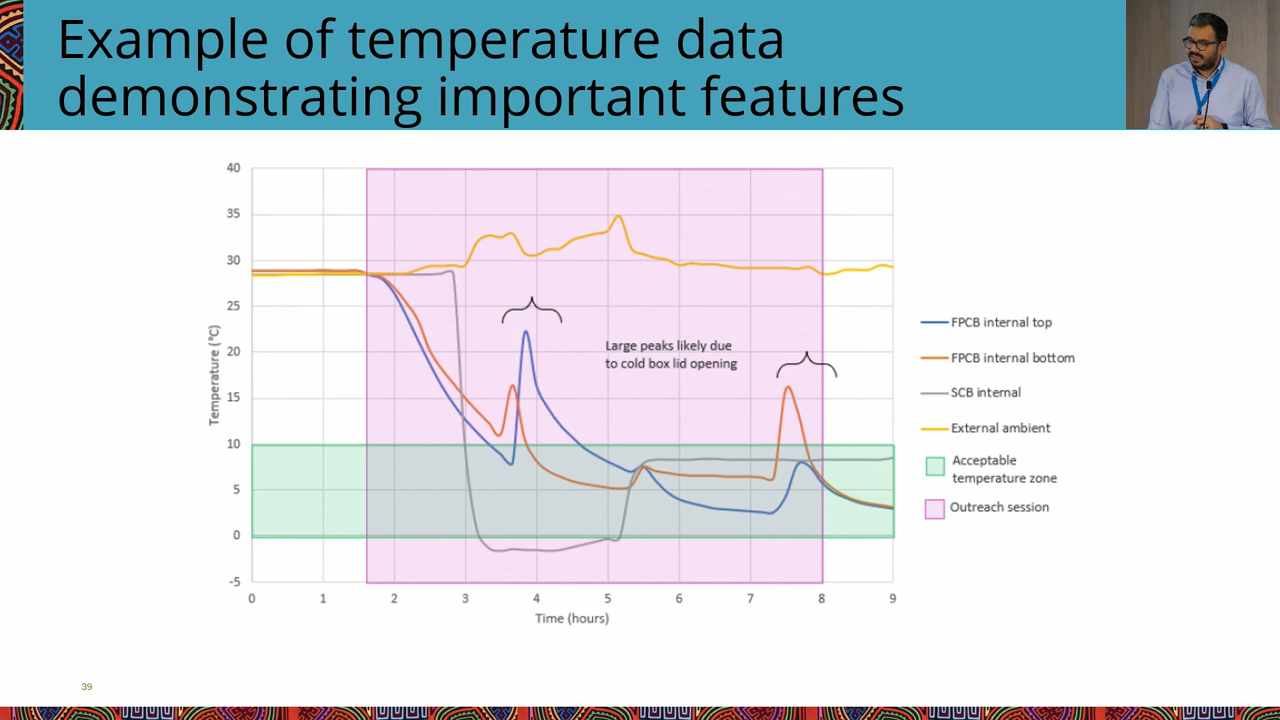 Example of temperature data
demonstrating important features
40
35
30
25
20
15
10
5
0
-5
Temperature (°C)
0 1 2 3 4 5 6 7 8 9
Time (hours)
Large peaks likely due
to cold box lid opening
FPCB internal top
FPCB internal bottom
SCB internal
External ambient
Acceptable
temperature zone
Outreach session
39